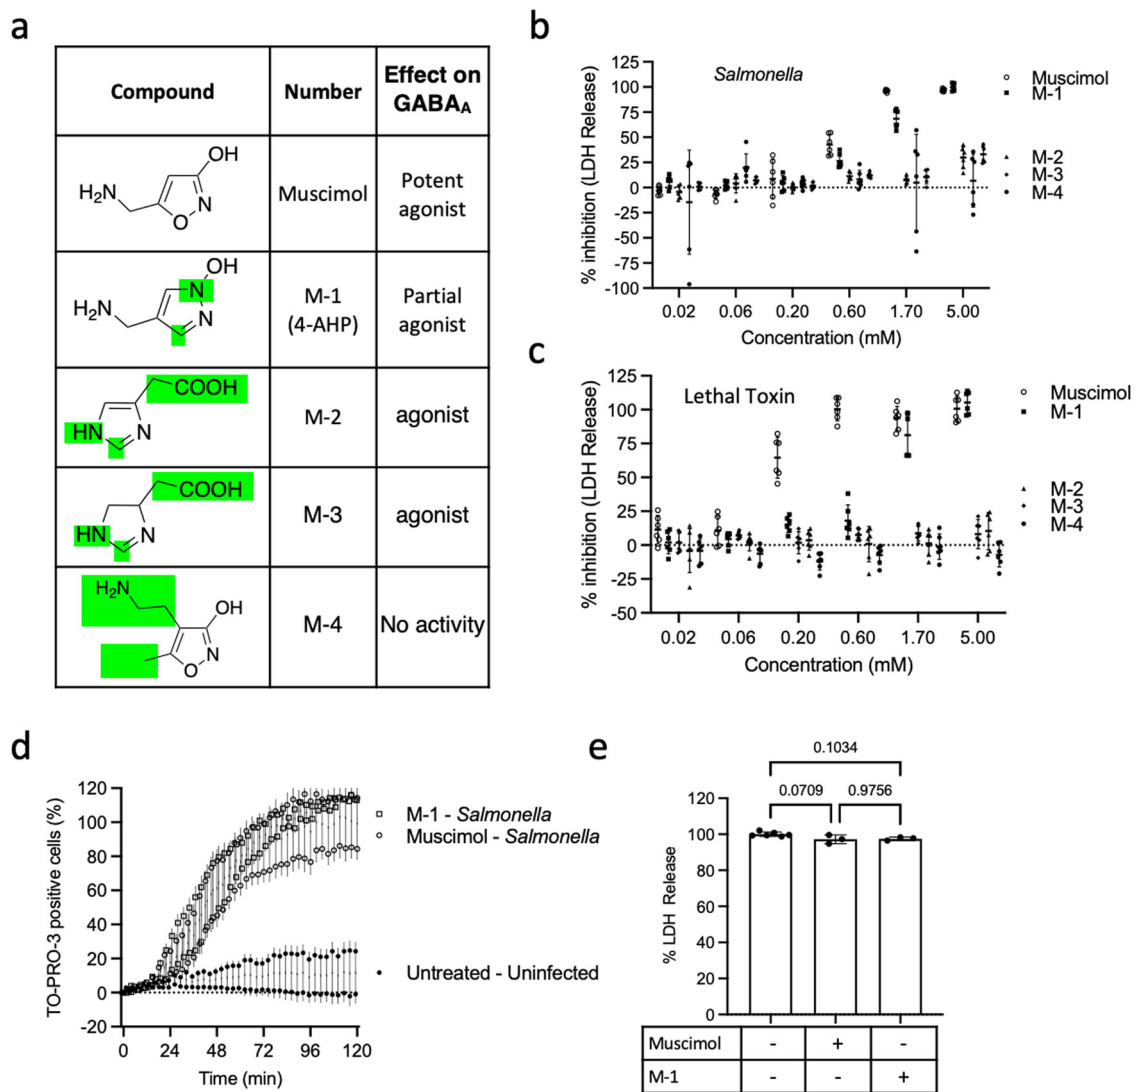 a
Compound Number Effect on
GABAA
H2N OH N O
Muscimol
Potent
agonist
H2N OH N N
M-1
(4-AHP)
Partial
agonist
COOH
HN N
M-2
agonist
COOH
HN N
M-3
agonist
H2N OH
O N
M-4
No activity
b
Salmonella
% inhibition (LDH Release)
125
100
75
50
25
0
-25
-50
-75
-100
0.02 0.06 0.20 0.60 1.70 5.00
Concentration (mM)
Muscimol
M-1
M-2
M-3
M-4
c
Lethal Toxin
% inhibition (LDH Release)
125
100
75
50
25
0
-25
-50
0.02 0.06 0.20 0.60 1.70 5.00
Concentration (mM)
Muscimol
M-1
M-2
M-3
M-4
d
TO-PRO-3 positive cells (%)
120
100
80
60
40
20
0
-20
0 24 48 72 96 120
Time (min)
M-1 - Salmonella
Muscimol - Salmonella
Untreated - Uninfected
e
0.1034
0.0709 0.9756
% LDH Release
120
100
80
60
40
20
0
Muscimol - + -
M-1 - - +